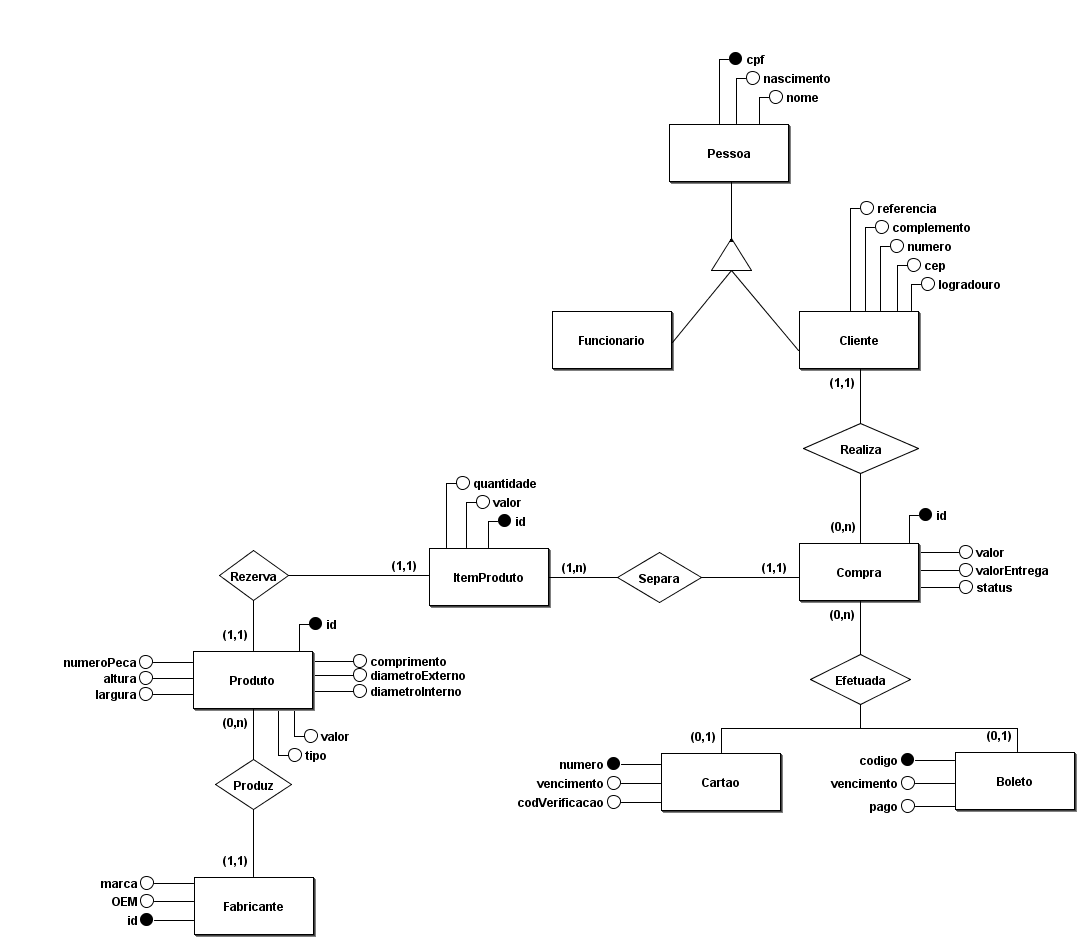 cpf
nascimento
nome
Pessoa
referencia
complemento
numero
cep
logradouro
Funcionario
Cliente
(1,1)
Realiza
(0,n)
quantidade
valor
id
ItemProduto
(1,1)
(1,n)
Separa
(1,1)
id
Compra
valor
valorEntrega
status
(0,n)
Rezerva
(1,1)
id
numeroPeca
altura
largura
Produto
comprimento
diametroExterno
diametroInterno
(0,n)
valor
tipo
Efetuada
(0,1)
(0,1)
numero
vencimento
codVerificacao
Cartao
codigo
vencimento
pago
Boleto
Produz
(1,1)
marca
OEM
id
Fabricante